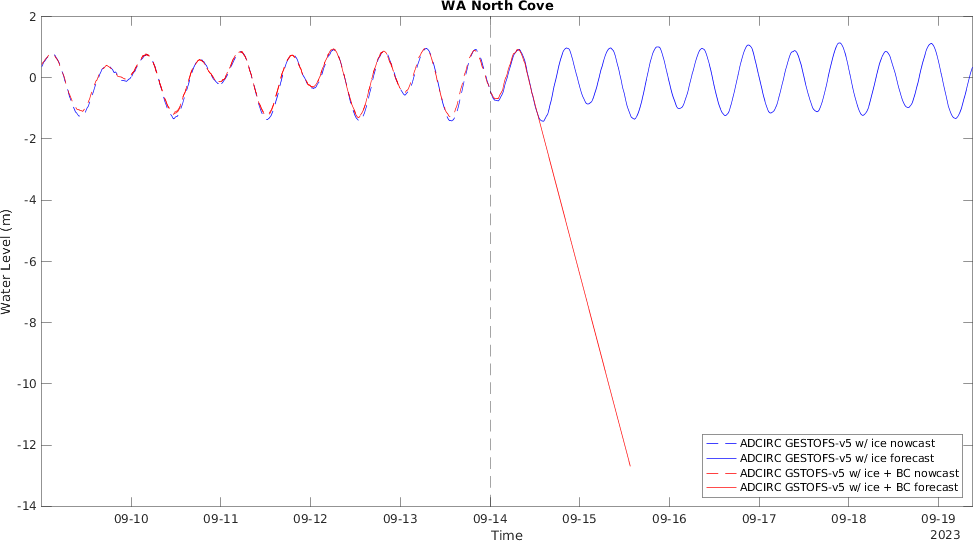 WA North Cove
2
0
-2
-4
-6
-8
-10
-12
-14
Water Level (m)
09-10 09-11 09-12 09-13 09-14 09-15 09-16 09-17 09-18 09-19
2023
Time
ADCIRC GESTOFS-v5 w/ ice nowcast
ADCIRC GESTOFS-v5 w/ ice forecast
ADCIRC GSTOFS-v5 w/ ice + BC nowcast
ADCIRC GSTOFS-v5 w/ ice + BC forecast